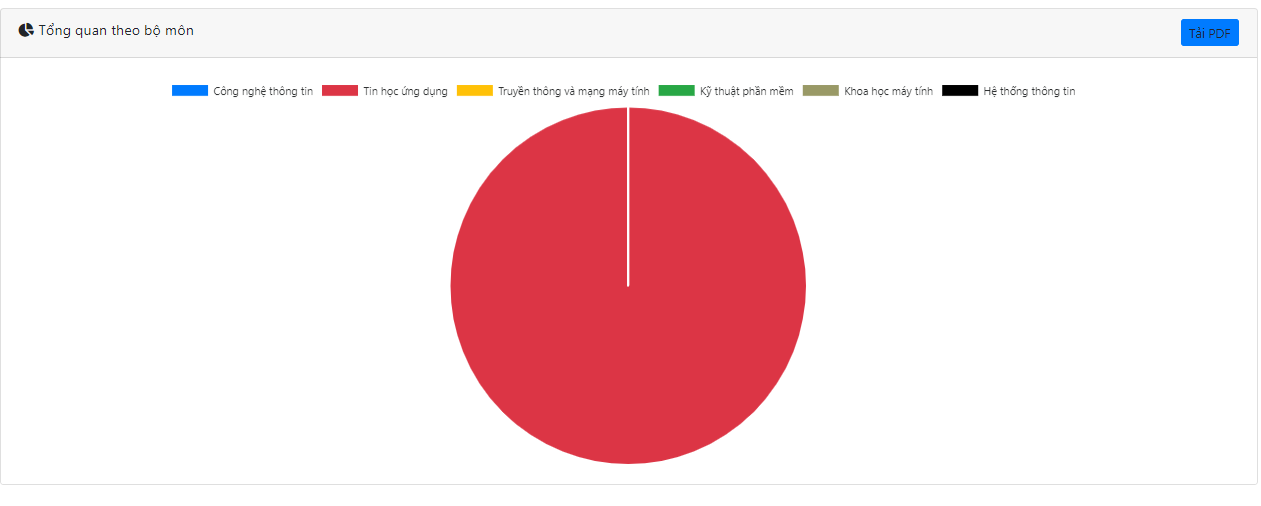 Tổng quan theo bộ môn
Tải PDF
Công nghệ thông tin Tin học ứng dụng Truyền thông và mạng máy tính Kỹ thuật phần mềm Khoa học máy tính Hệ thống thông tin